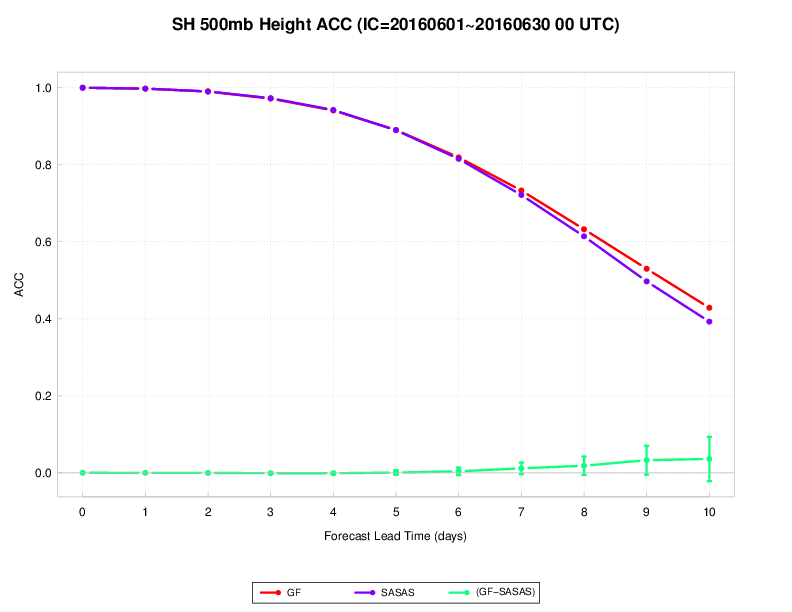 SH 500mb Height ACC (IC=20160601~20160630 00 UTC)
1.0
0.8
0.6
0.4
0.2
0.0
ACC
0 1 2 3 4 5 6 7 8 9 10
Forecast Lead Time (days)
GF SASAS (GF−SASAS)